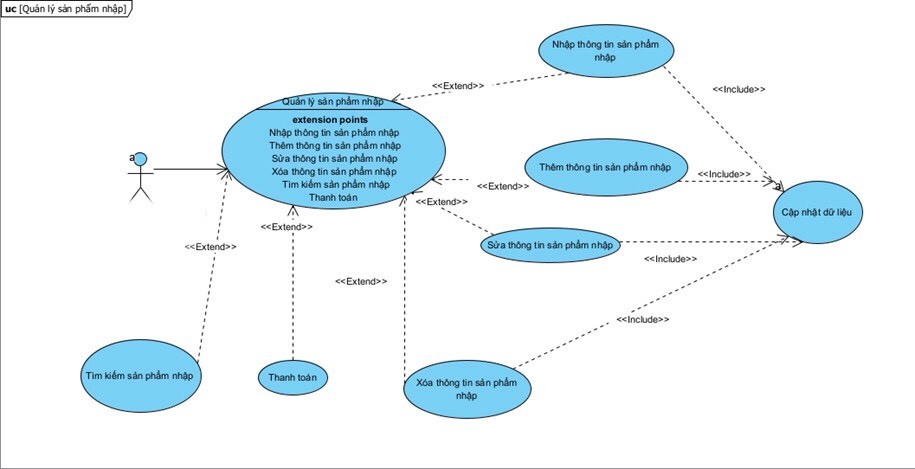 uc [Quản lý sản phẩm nhập]
Nhập thông tin sản phẩm
nhập
<<Extend>>
<<Include>>
Quản lý sản phẩm nhập
extension points
Nhập thông tin sản phẩm nhập
Thêm thông tin sản phẩm nhập
Sửa thông tin sản phẩm nhập
Xóa thông tin sản phẩm nhập
Tìm kiếm sản phẩm nhập
Thanh toán
a
Thêm thông tin sản phẩm nhập
<<Include>>
<<Extend>>
a
<<Extend>>
Cập nhật dữ liệu
<<Extend>>
<<Extend>>
Sửa thông tin sản phẩm nhập
<<Include>>
<<Extend>>
<<Include>>
Tìm kiếm sản phẩm nhập
Thanh toán
Xóa thông tin sản phẩm
nhập